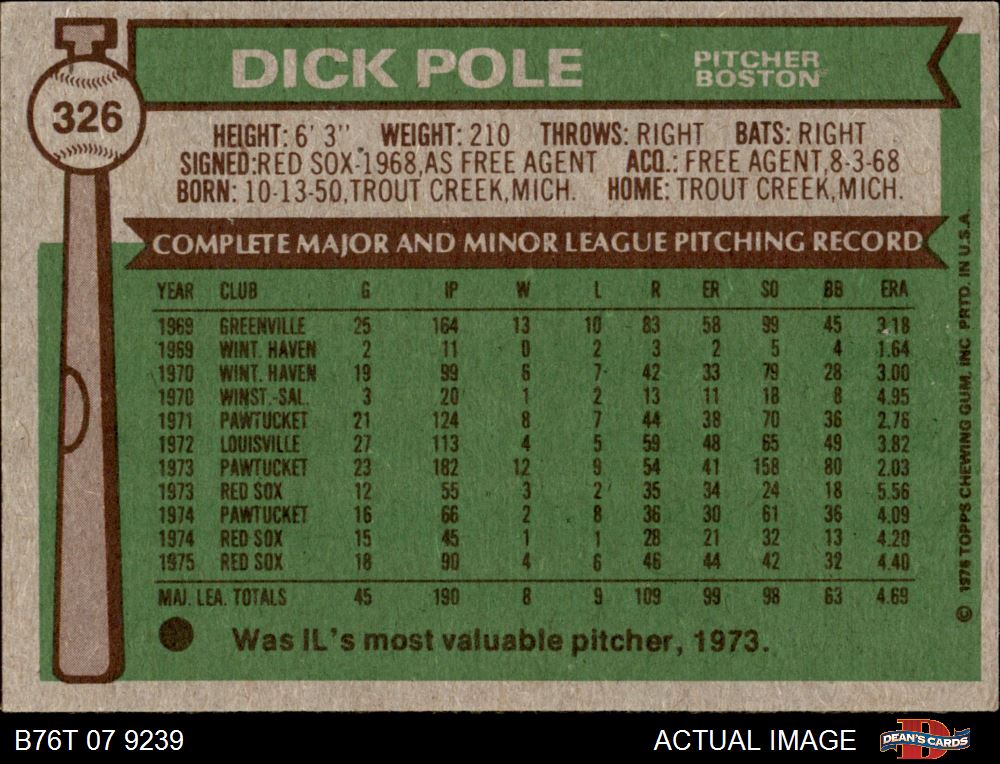 DICK POLE
PITCHER
BOSTON
326
HEIGHT: 6' 3" WEIGHT: 210 THROWS: RIGHT BATS: RIGHT
SIGNED:RED SOX-1968,AS FREE AGENT ACQ.: FREE AGENT,8-3-68
BORN: 10-13-50,TROUT CREEK,MICH. HOME: TROUT CREEK,MICH.
COMPLETE MAJOR AND MINOR LEAGUE PITCHING RECORD
YEAR CLUB G IP W L R ER SO BB ERA
1969 GREENVILLE 25 164 13 10 83 58 99 45 3.18
1969 WINT. HAVEN 2 11 0 2 3 2 5 4 1.64
1970 WINT. HAVEN 19 99 6 7 42 33 79 28 3.00
1970 WINST.-SAL. 3 20 1 2 13 11 18 8 4.95
1971 PAWTUCKET 21 124 8 7 44 38 70 36 2.76
1972 LOUISVILLE 27 113 4 5 59 48 65 49 3.82
1973 PAWTUCKET 23 182 12 9 54 41 158 80 2.03
1973 RED SOX 12 55 3 2 35 34 24 18 5.56
1974 PAWTUCKET 16 66 2 8 36 30 61 36 4.09
1974 RED SOX 15 45 1 1 28 21 32 13 4.20
1975 RED SOX 18 90 4 6 46 44 42 32 4.40
MAJ. LEA. TOTALS 45 190 8 9 109 99 98 63 4.69
Was IL's most valuable pitcher, 1973.
© 1976 TOPPS CHEWING GUM, INC PRTD. IN U.S.A.
B76T 07 9239
ACTUAL IMAGE
DEAN'S CARDS